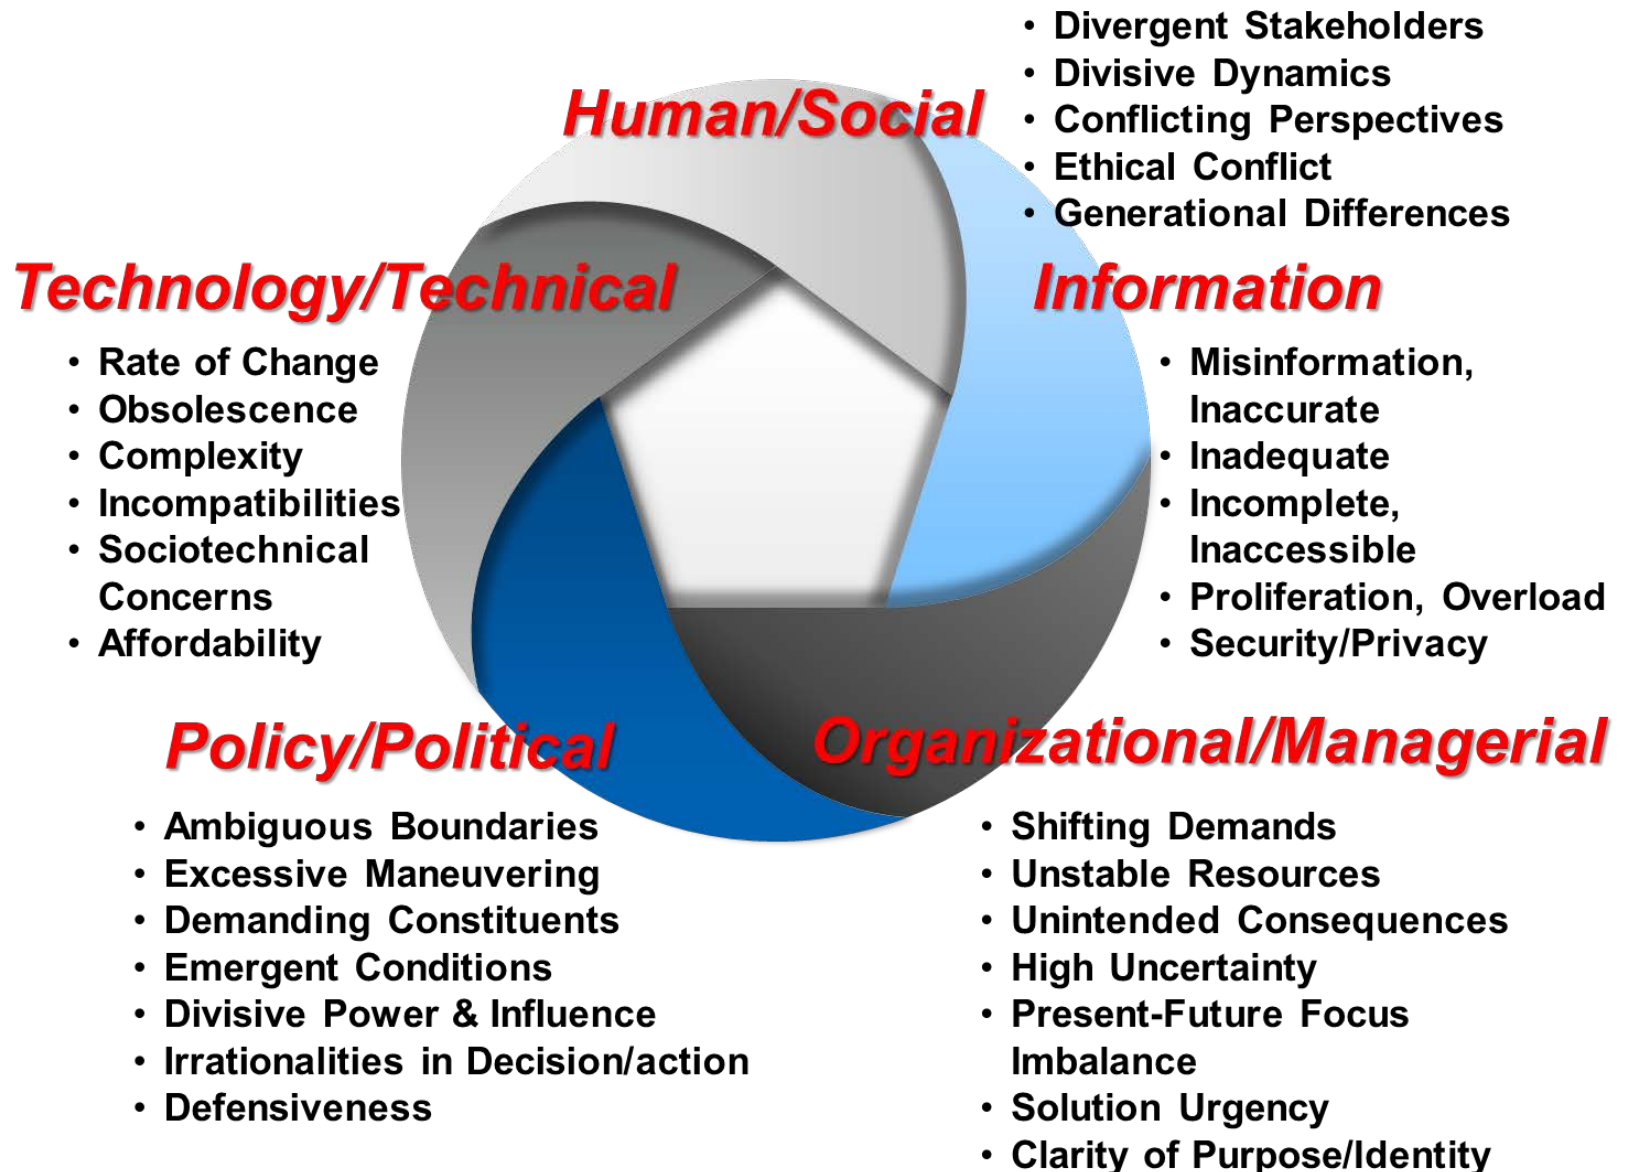 Human/Social
• Divergent Stakeholders
• Divisive Dynamics
• Conflicting Perspectives
• Ethical Conflict
• Generational Differences
Technology/Technical
• Rate of Change
• Obsolescence
• Complexity
• Incompatibilities
• Sociotechnical
Concerns
• Affordability
Information
• Misinformation,
Inaccurate
• Inadequate
• Incomplete,
Inaccessible
• Proliferation, Overload
• Security/Privacy
Policy/Political
• Ambiguous Boundaries
• Excessive Maneuvering
• Demanding Constituents
• Emergent Conditions
• Divisive Power & Influence
• Irrationalities in Decision/action
• Defensiveness
Organizational/Managerial
• Shifting Demands
• Unstable Resources
• Unintended Consequences
• High Uncertainty
• Present-Future Focus
Imbalance
• Solution Urgency
• Clarity of Purpose/Identity